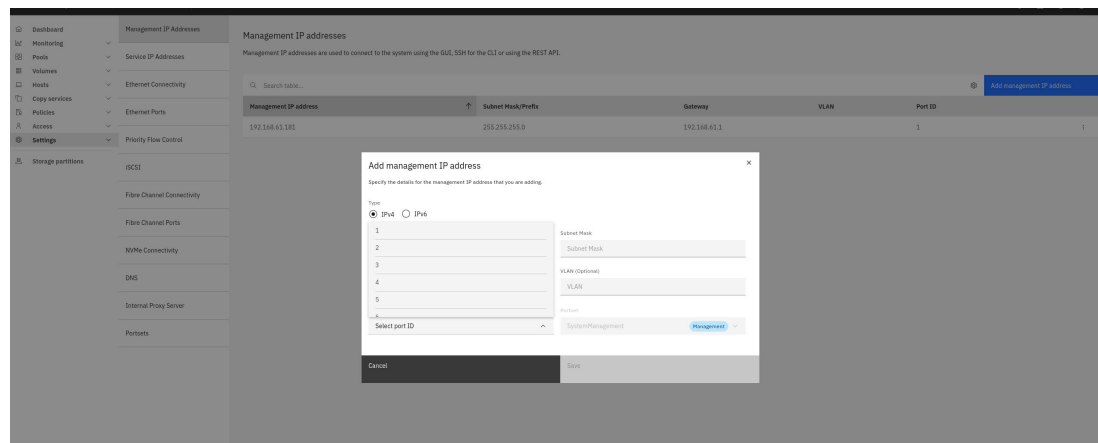 Dashboard
Monitoring
Pools
Volumes
Hosts
Copy services
Policies
Access
Settings
Storage partitions
Management IP Addresses
Service IP Addresses
Ethernet Connectivity
Ethernet Ports
Priority Flow Control
iSCSI
Fibre Channel Connectivity
Fibre Channel Ports
NVMe Connectivity
DNS
Internal Proxy Server
Portsets
Management IP addresses
Management IP addresses are used to connect to the system using the GUI, SSH for the CLI or using the REST API.
Search table...
Add management IP address
Management IP address Subnet Mask/Prefix Gateway VLAN Port ID
192.168.61.181 255.255.255.0 192.168.61.1 1
Add management IP address
Specify the details for the management IP address that you are adding.
Type
IPv4 IPv6
1
2
3
4
5
Select port ID
Subnet Mask
Subnet Mask
VLAN (Optional)
VLAN
Portset
SystemManagement Management
Cancel
Save